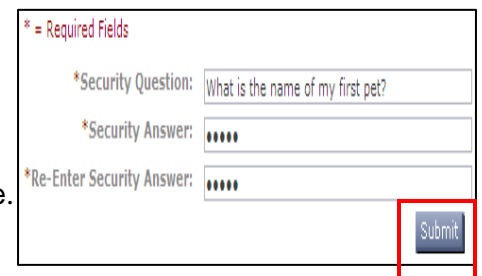 * = Required Fields
*Security Question: What is the name of my first pet?
*Security Answer: •••••
*Re-Enter Security Answer: •••••
e.
Submit